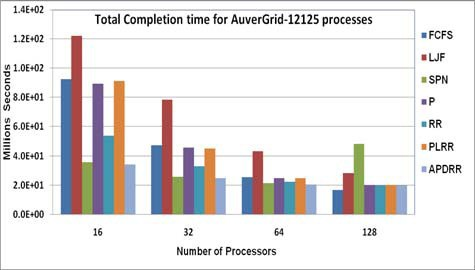 Total Completion time for AuverGrid-12125 processes
Millions Seconds
1.4E+02
1.2E+02
1.0E+02
8.0E+01
6.0E+01
4.0E+01
2.0E+01
0.0E+00
16 32 64 128
Number of Processors
FCFS
LJF
SPN
P
RR
PLRR
APDRR